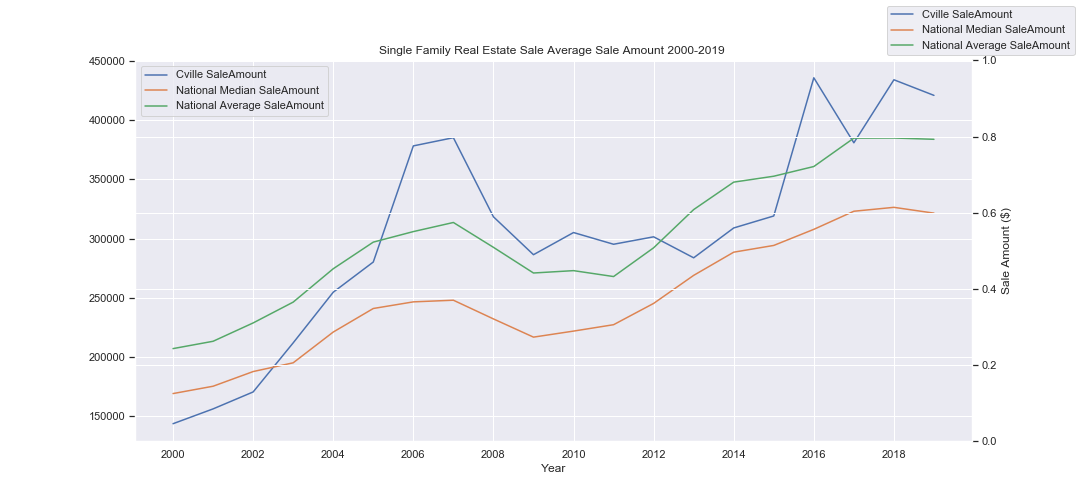 Cville SaleAmount
National Median SaleAmount
National Average SaleAmount
Single Family Real Estate Sale Average Sale Amount 2000-2019
Cville SaleAmount
National Median SaleAmount
National Average SaleAmount
450000
400000
350000
300000
250000
200000
150000
1.0
0.8
0.6
0.4
0.2
0.0
Sale Amount ($)
2000 2002 2004 2006 2008 2010 2012 2014 2016 2018
Year